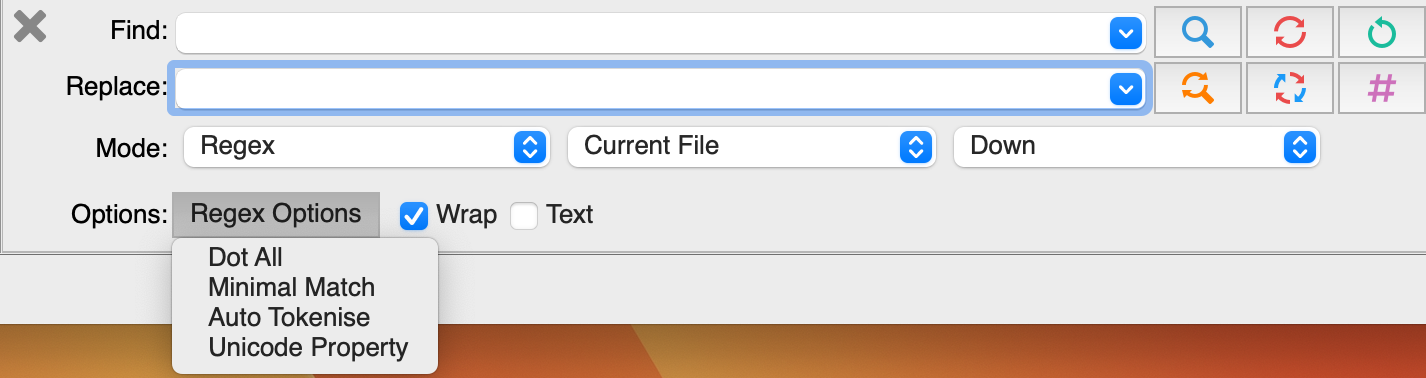 Find:
Replace:
Mode: Regex Current File Down
Options: Regex Options Wrap Text
Dot All
Minimal Match
Auto Tokenise
Unicode Property